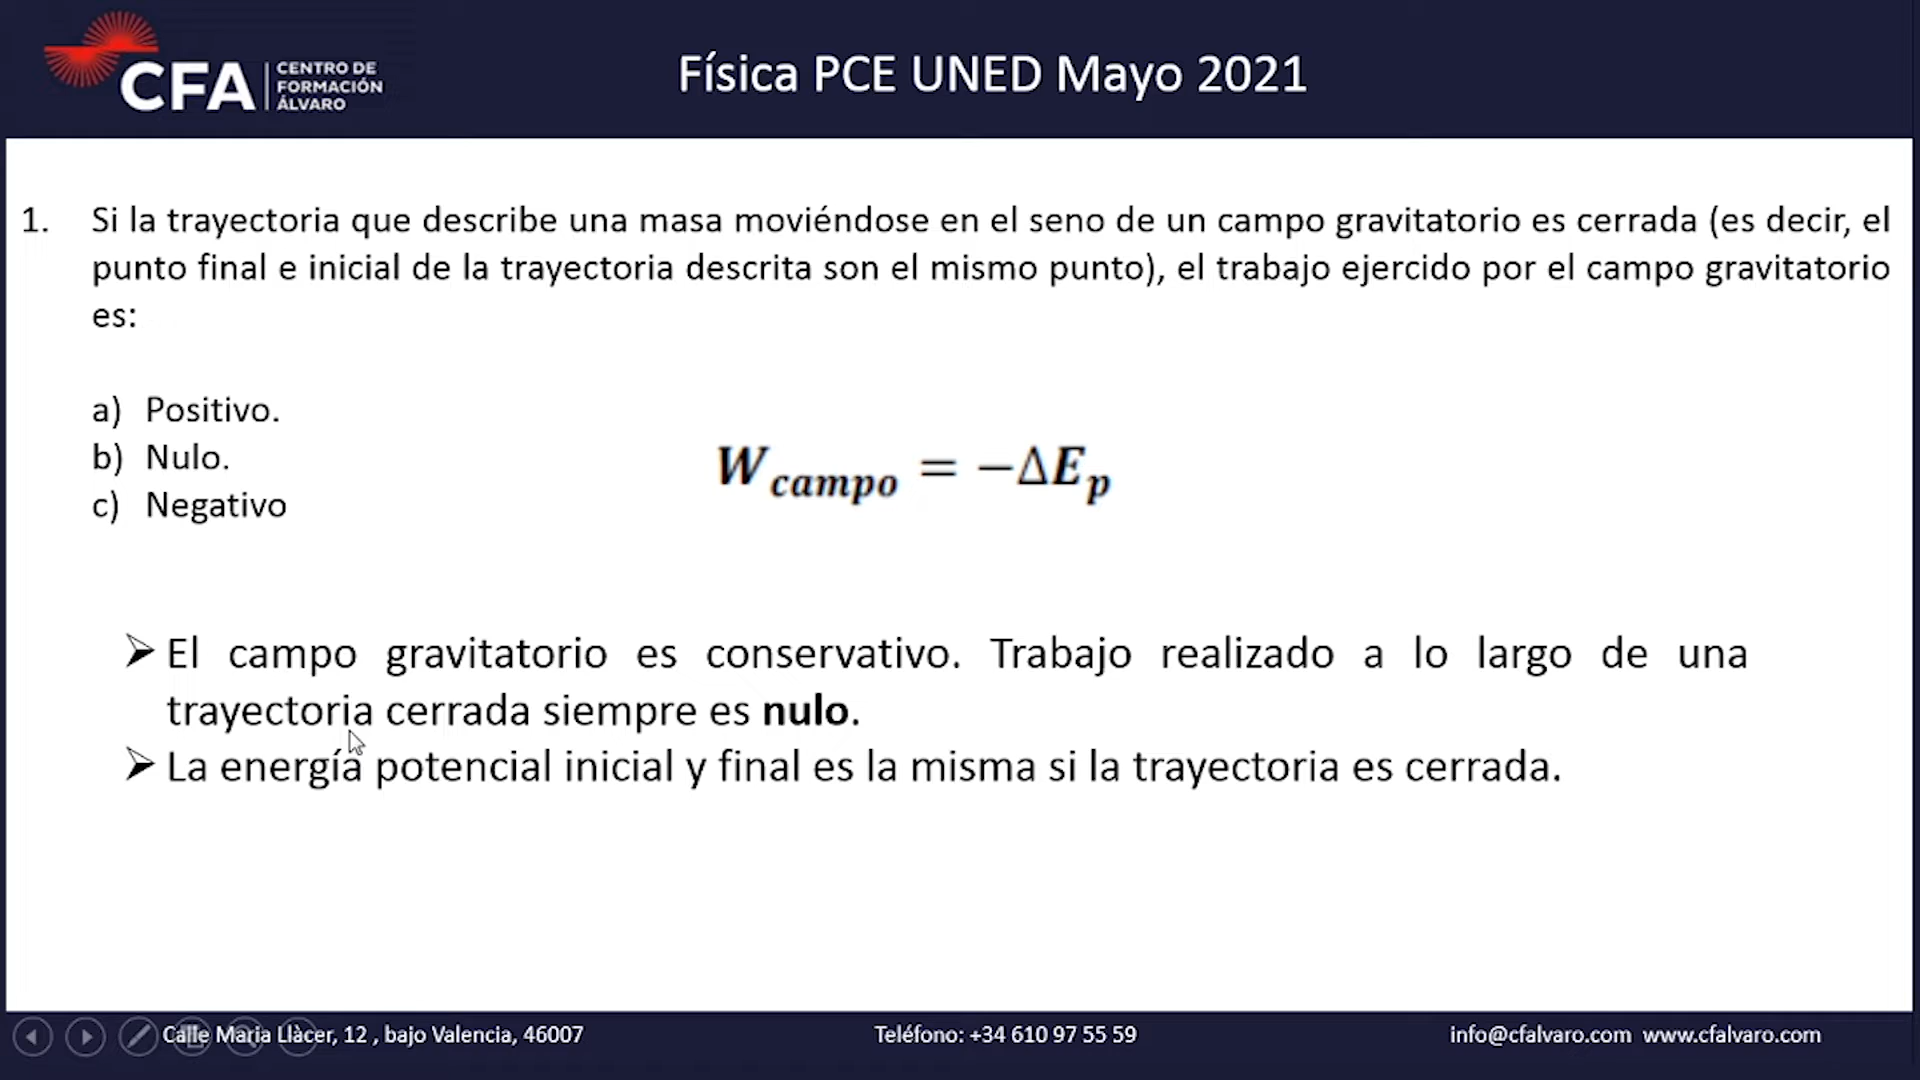 CFA
CENTRO DE
FORMACIÓN
ÁLVARO
Física PCE UNED Mayo 2021
1. Si la trayectoria que describe una masa moviéndose en el seno de un campo gravitatorio es cerrada (es decir, el
punto final e inicial de la trayectoria descrita son el mismo punto), el trabajo ejercido por el campo gravitatorio
es:
a) Positivo.
b) Nulo.
c) Negativo
W_campo = −ΔE_p
➢ El campo gravitatorio es conservativo. Trabajo realizado a lo largo de una
trayectoria cerrada siempre es nulo.
➢ La energía potencial inicial y final es la misma si la trayectoria es cerrada.
Calle Maria Llàcer, 12 , bajo Valencia, 46007
Teléfono: +34 610 97 55 59
info@cfalvaro.com www.cfalvaro.com